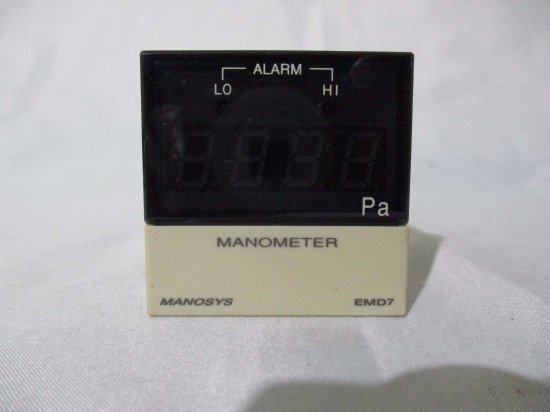 ALARM
LO HI
Pa
MANOMETER
MANOSYS EMD7